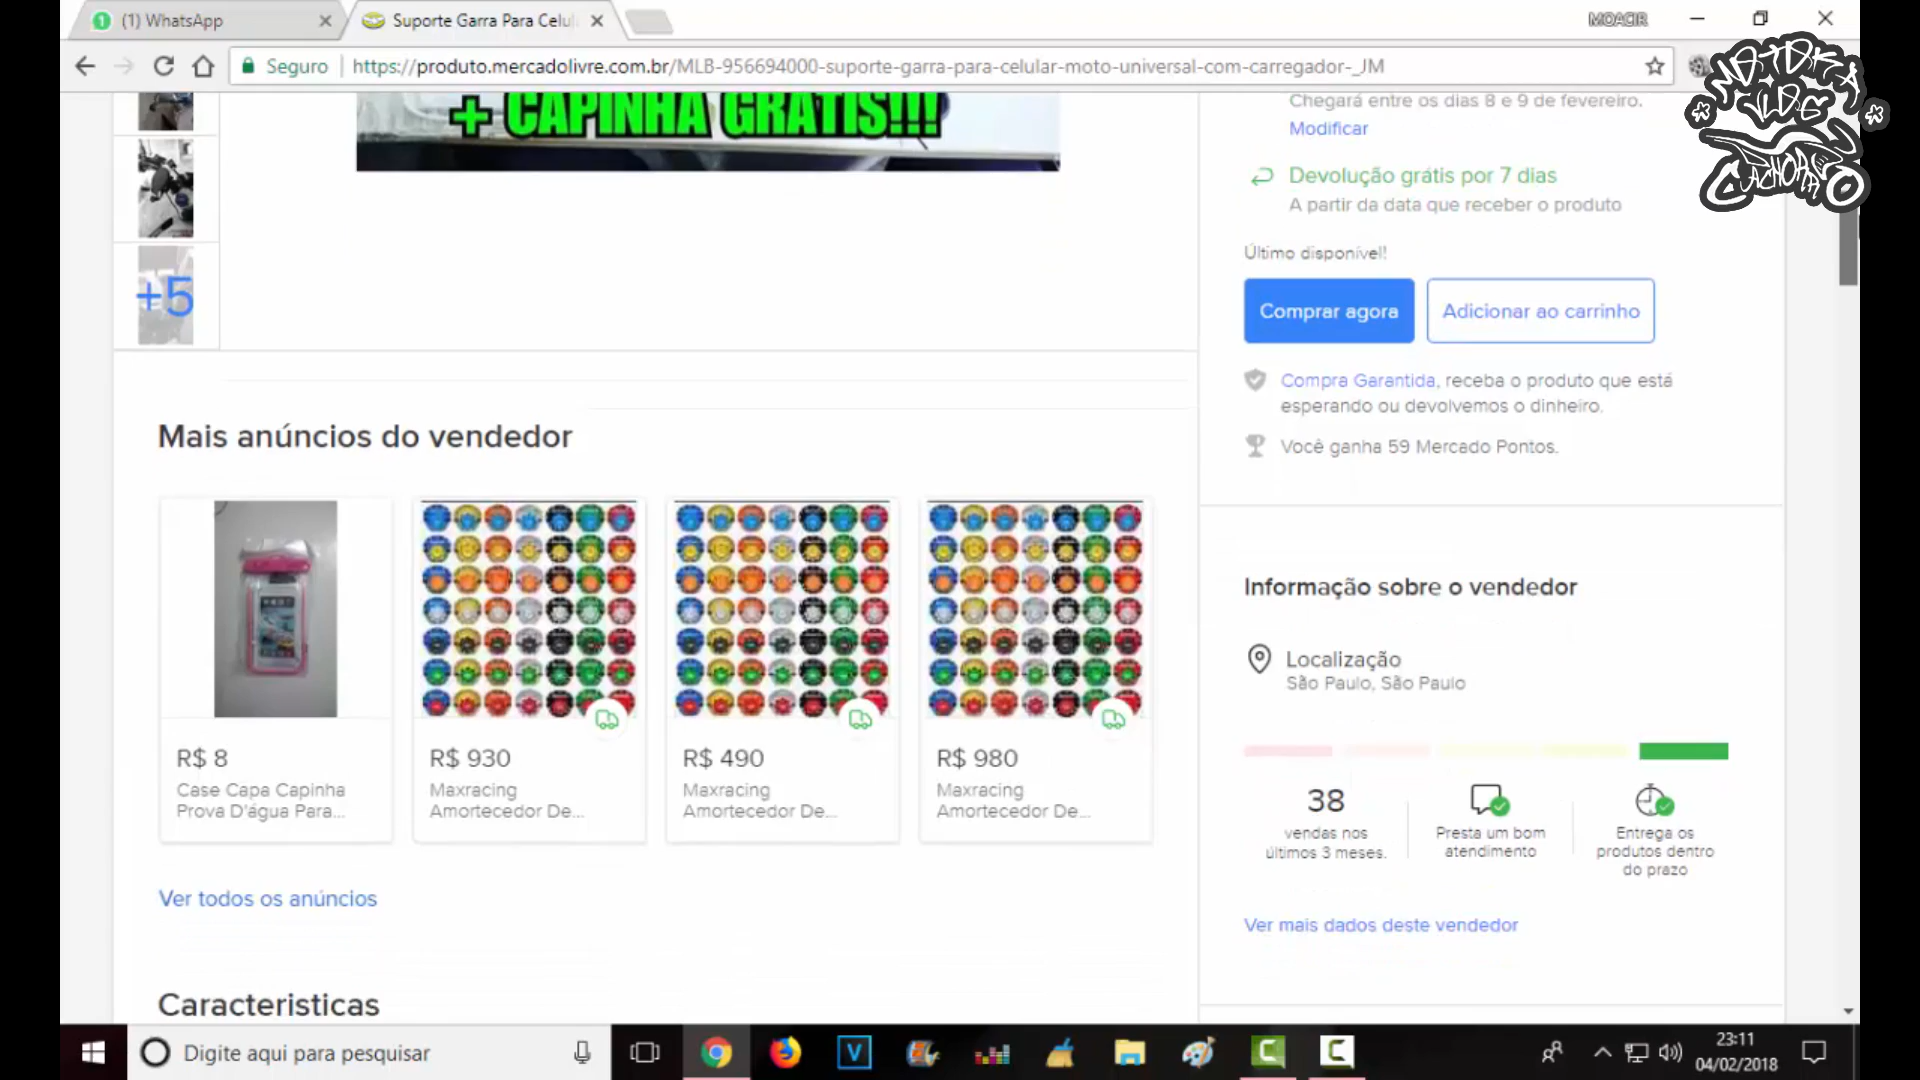 (1) WhatsApp
Suporte Garra Para Celul
MOACIR
Seguro
https://produto.mercadolivre.com.br/MLB-956694000-suporte-garra-para-celular-moto-universal-com-carregador-_JM
MOTOKA
VLOG
CACHORRO
+ CAPINHA GRÁTIS!!!
+5
Chegará entre os dias 8 e 9 de fevereiro.
Modificar
Devolução grátis por 7 dias
A partir da data que receber o produto
Último disponível!
Comprar agora
Adicionar ao carrinho
Compra Garantida, receba o produto que está
esperando ou devolvemos o dinheiro.
Você ganha 59 Mercado Pontos.
Mais anúncios do vendedor
R$ 8
Case Capa Capinha
Prova D'água Para...
R$ 930
Maxracing
Amortecedor De...
R$ 490
Maxracing
Amortecedor De...
R$ 980
Maxracing
Amortecedor De...
Ver todos os anúncios
Informação sobre o vendedor
Localização
São Paulo, São Paulo
38
vendas nos
últimos 3 meses.
Presta um bom
atendimento
Entrega os
produtos dentro
do prazo
Ver mais dados deste vendedor
Caracteristicas
Digite aqui para pesquisar
23:11
04/02/2018